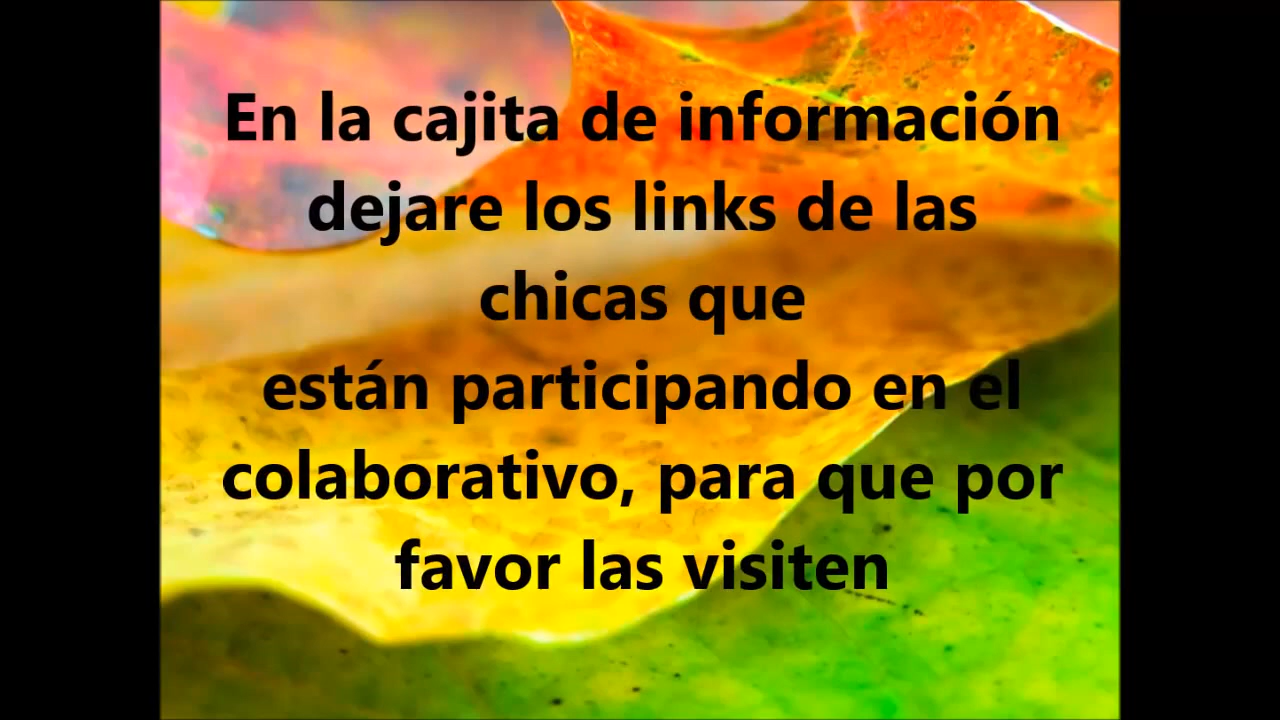 En la cajita de información
dejare los links de las
chicas que
están participando en el
colaborativo, para que por
favor las visiten